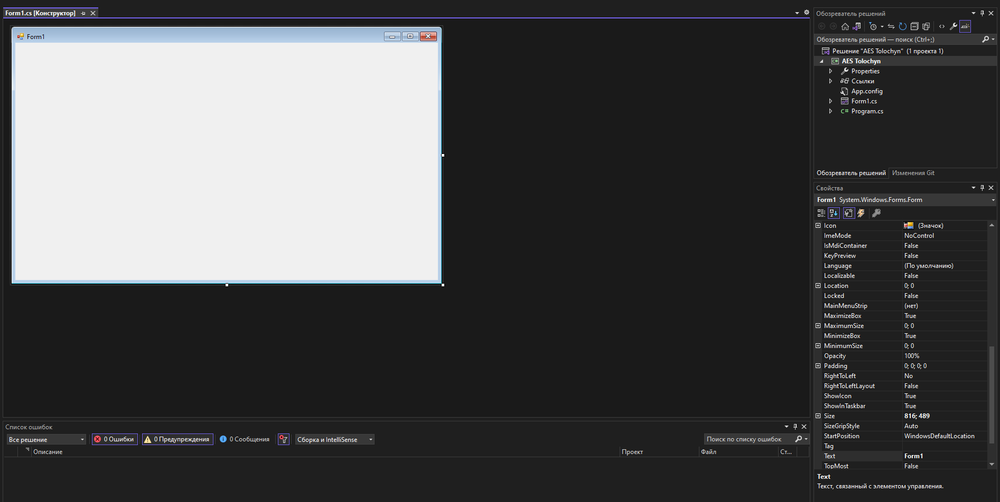 Form1.cs [Конструктор]
Form1
Список ошибок
Все решение
0 Ошибки
0 Предупреждения
0 Сообщения
Сборка и IntelliSense
Поиск по списку ошибок
Описание
Проект
Файл
Ст...
Обозреватель решений
Обозреватель решений — поиск (Ctrl+;)
Решение "AES Tolochyn" (1 проекта 1)
C# AES Tolochyn
Properties
Ссылки
App.config
Form1.cs
C# Program.cs
Обозреватель решений Изменения Git
Свойства
Form1 System.Windows.Forms.Form
Icon (Значок)
ImeMode NoControl
IsMdiContainer False
KeyPreview False
Language (По умолчанию)
Localizable False
Location 0; 0
Locked False
MainMenuStrip (нет)
MaximizeBox True
MaximumSize 0; 0
MinimizeBox True
MinimumSize 0; 0
Opacity 100%
Padding 0; 0; 0; 0
RightToLeft No
RightToLeftLayout False
ShowIcon True
ShowInTaskbar True
Size 816; 489
SizeGripStyle Auto
StartPosition WindowsDefaultLocation
Tag
Text Form1
TopMost False
Text
Текст, связанный с элементом управления.